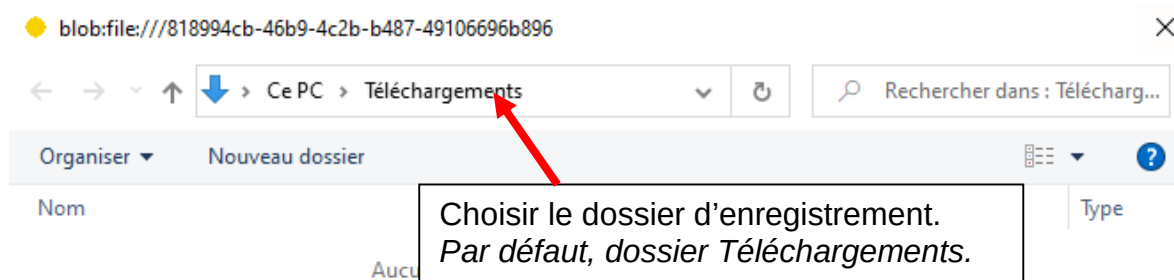 blob:file:///818994cb-46b9-4c2b-b487-49106696b896
Ce PC › Téléchargements
Rechercher dans : Télécharg...
Organiser
Nouveau dossier
?
Nom
Type
Choisir le dossier d’enregistrement.
Par défaut, dossier Téléchargements.